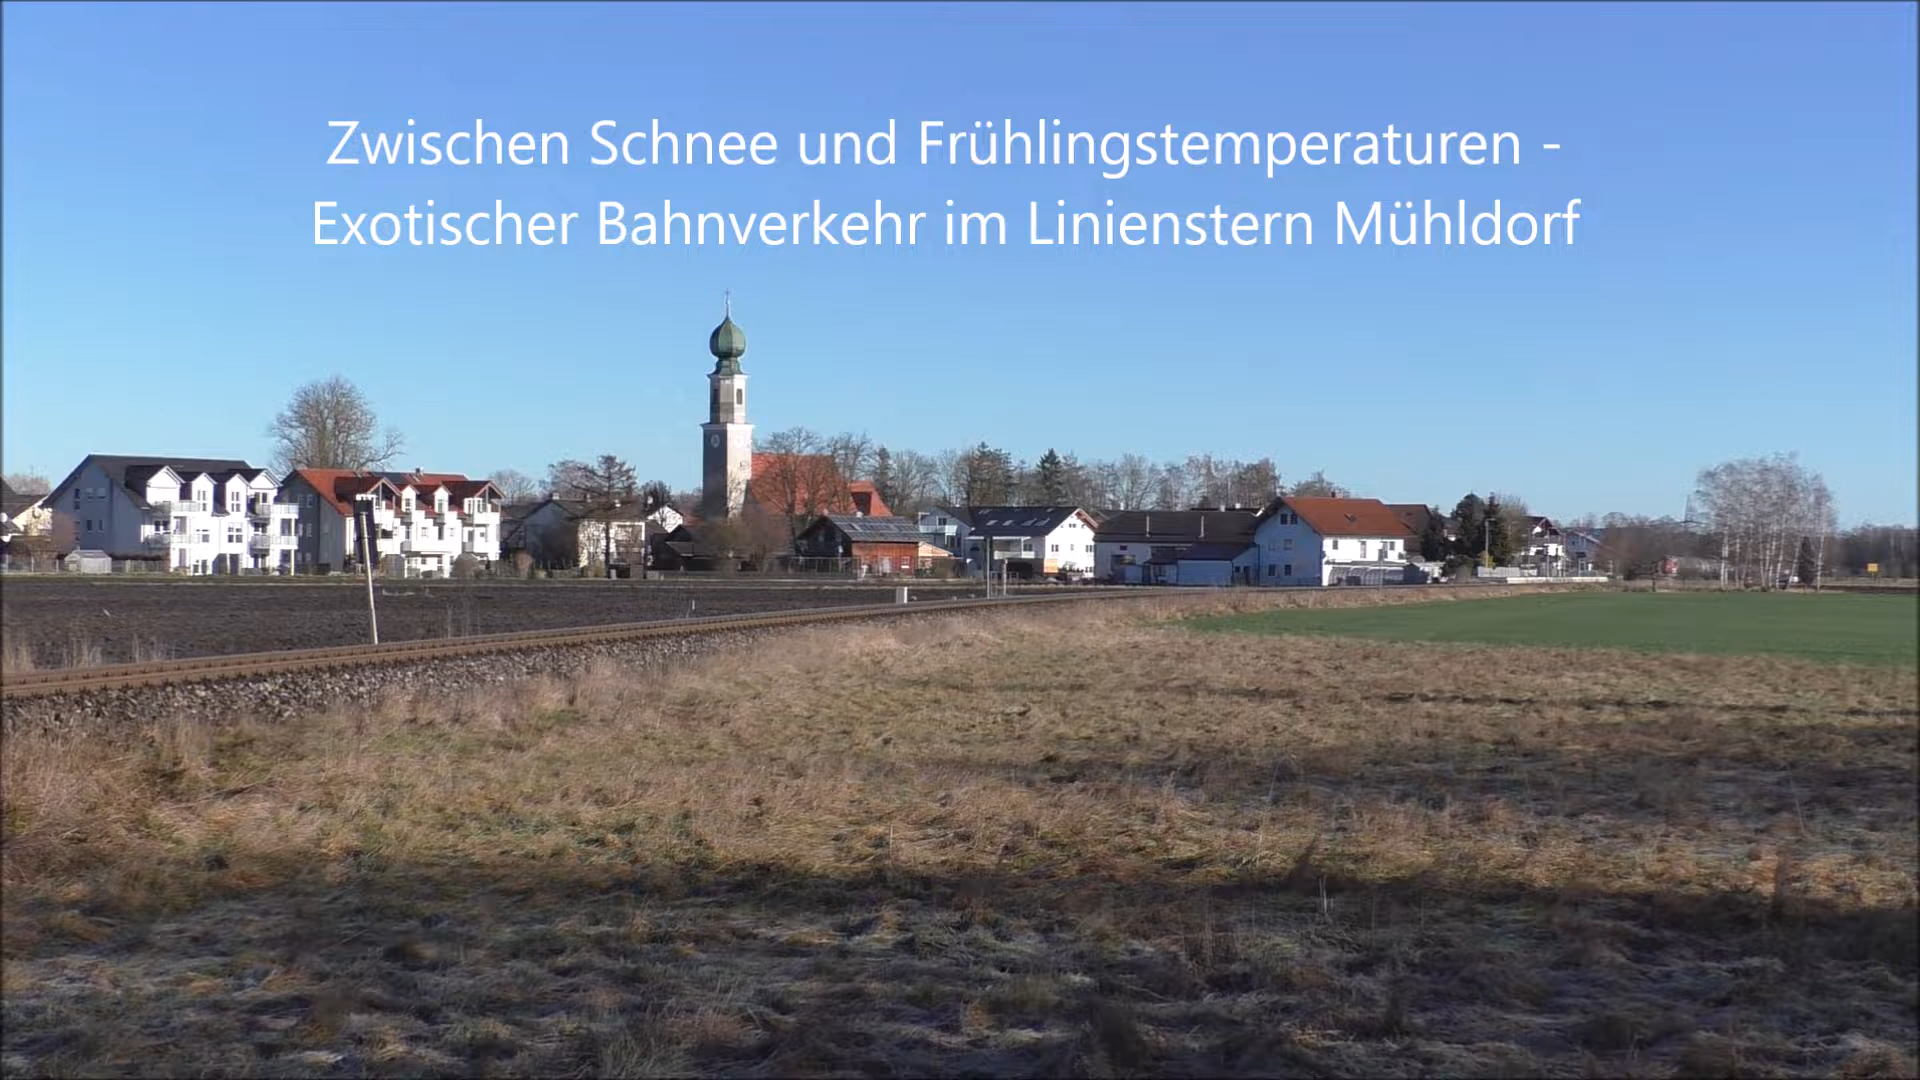 Zwischen Schnee und Frühlingstemperaturen -
Exotischer Bahnverkehr im Linienstern Mühldorf